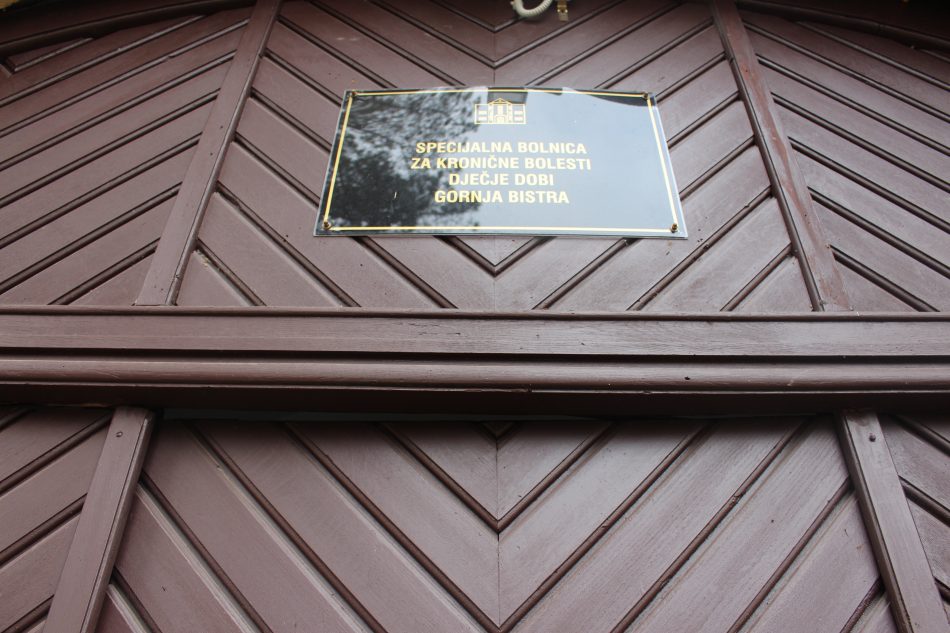 SPECIJALNA BOLNICA
ZA KRONIČNE BOLESTI
DJEČJE DOBI
GORNJA BISTRA